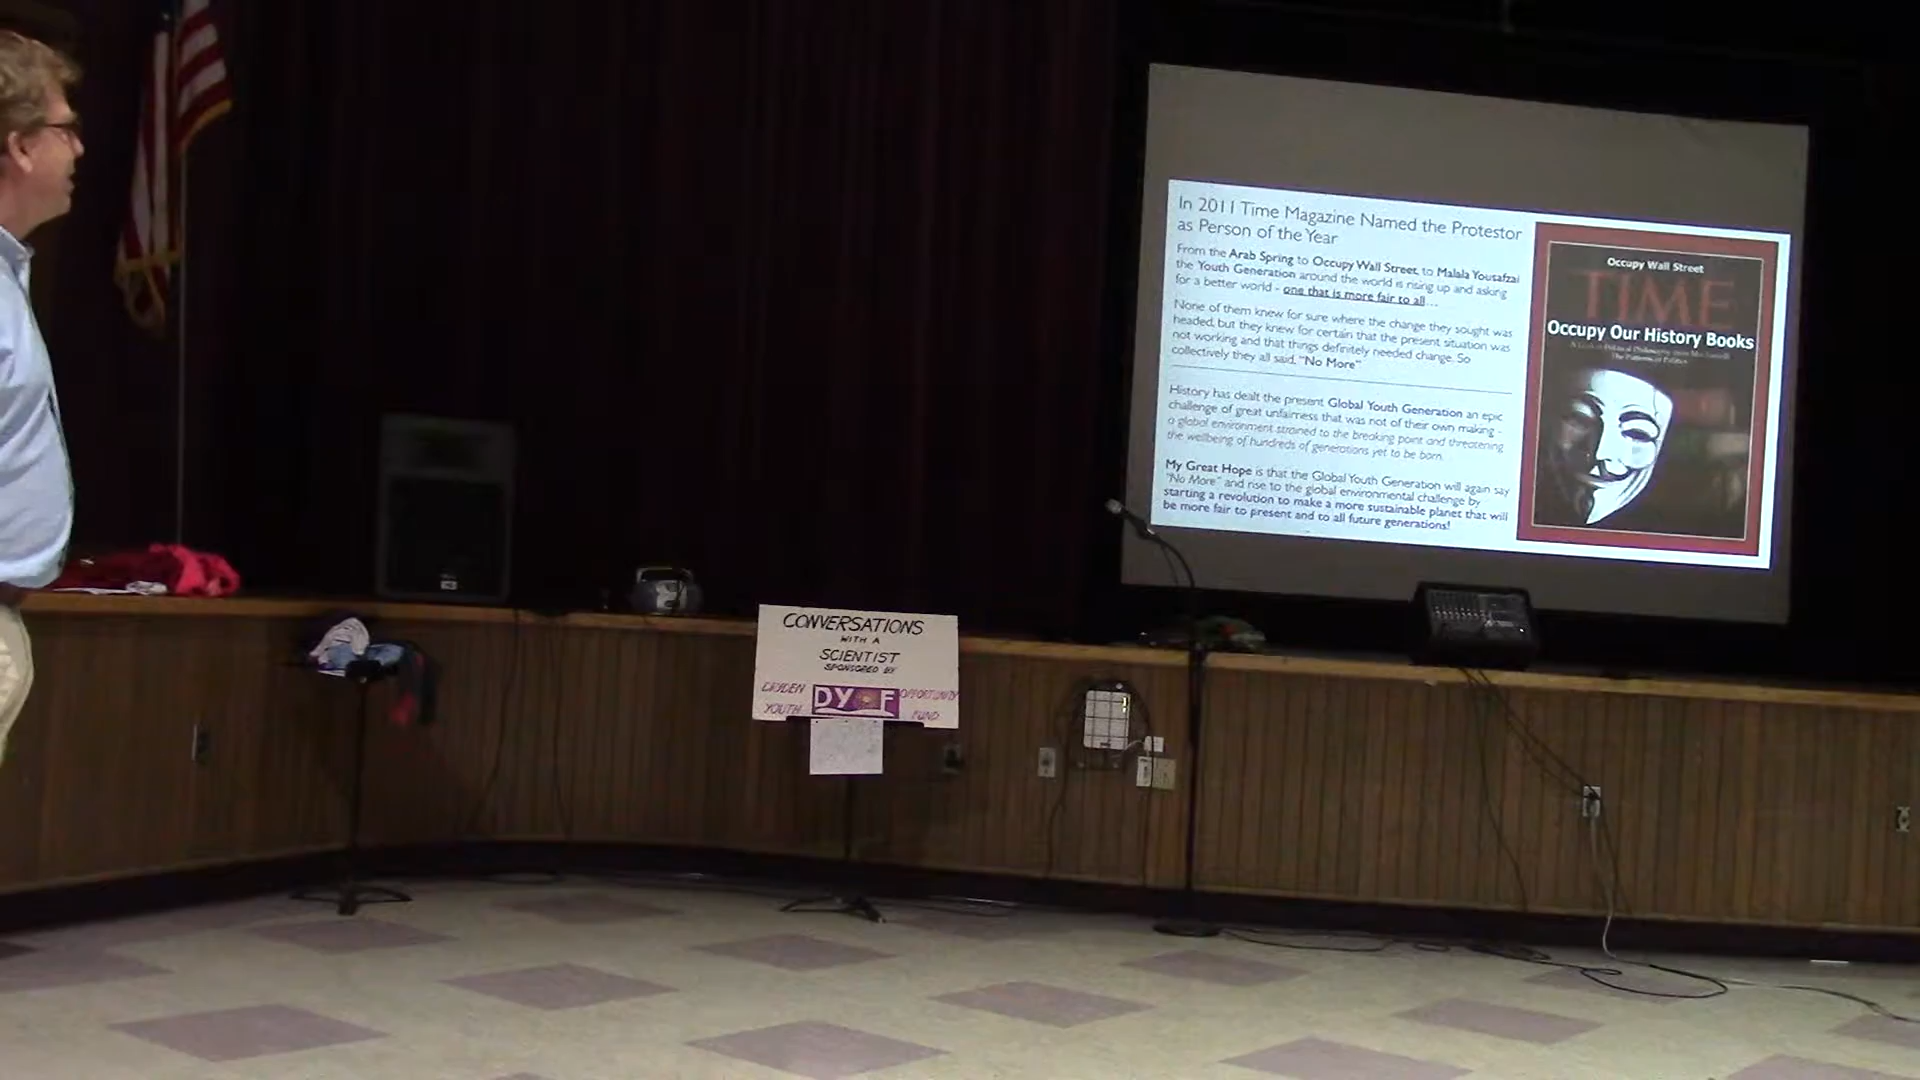 In 2011 Time Magazine Named the Protestor
as Person of the Year
From the Arab Spring to Occupy Wall Street, to Malala Yousafzai
the Youth Generation around the world is rising up and asking
for a better world - one that is more fair to all...
None of them knew for sure where the change they sought was
headed, but they knew for certain that the present situation was
not working and that things definitely needed change. So
collectively they all said, "No More"
History has dealt the present Global Youth Generation an epic
challenge of great unfairness that was not of their own making -
a global environment strained to the breaking point and threatening
the wellbeing of hundreds of generations yet to be born.
My Great Hope is that the Global Youth Generation will again say
"No More" and rise to the global environmental challenge by
starting a revolution to make a more sustainable planet that will
be more fair to present and to all future generations!
Occupy Wall Street
TIME
Occupy Our History Books
The Patterns of Politics
CONVERSATIONS
WITH A
SCIENTIST
SPONSORED BY
DRYDEN DYOF OPPORTUNITY
YOUTH FUND